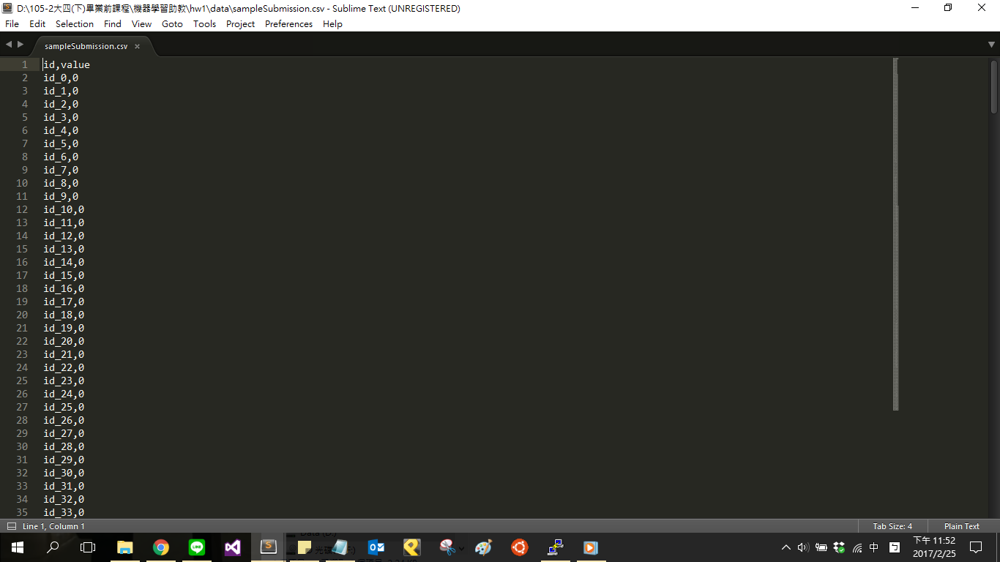 D:\105-2大四(下)畢業前課程\機器學習助教\hw1\data\sampleSubmission.csv - Sublime Text (UNREGISTERED)
File Edit Selection Find View Goto Tools Project Preferences Help
sampleSubmission.csv ×
1 id,value
2 id_0,0
3 id_1,0
4 id_2,0
5 id_3,0
6 id_4,0
7 id_5,0
8 id_6,0
9 id_7,0
10 id_8,0
11 id_9,0
12 id_10,0
13 id_11,0
14 id_12,0
15 id_13,0
16 id_14,0
17 id_15,0
18 id_16,0
19 id_17,0
20 id_18,0
21 id_19,0
22 id_20,0
23 id_21,0
24 id_22,0
25 id_23,0
26 id_24,0
27 id_25,0
28 id_26,0
29 id_27,0
30 id_28,0
31 id_29,0
32 id_30,0
33 id_31,0
34 id_32,0
35 id_33,0
Line 1, Column 1 Tab Size: 4 Plain Text
Data (D:)
LINE
中
下午 11:52
2017/2/25